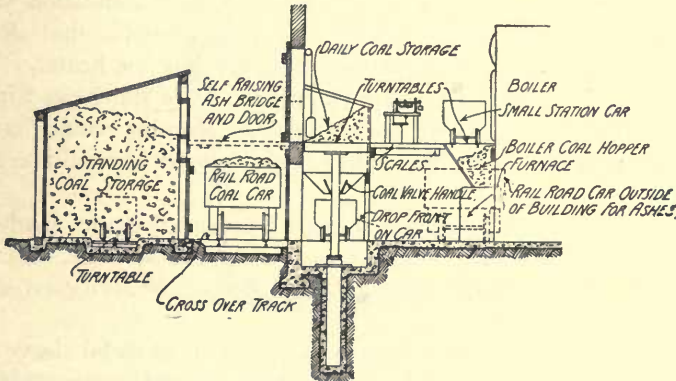 DAILY COAL STORAGE
SELF RAISING
ASH BRIDGE
AND DOOR
TURNTABLES
BOILER
SMALL STATION CAR
STANDING
COAL STORAGE
RAIL ROAD
COAL CAR
SCALES
BOILER COAL HOPPER
FURNACE
COAL VALVE HANDLE
RAIL ROAD CAR OUTSIDE
OF BUILDING FOR ASHES
DROP FRONT
ON CAR
TURNTABLE
CROSS OVER TRACK